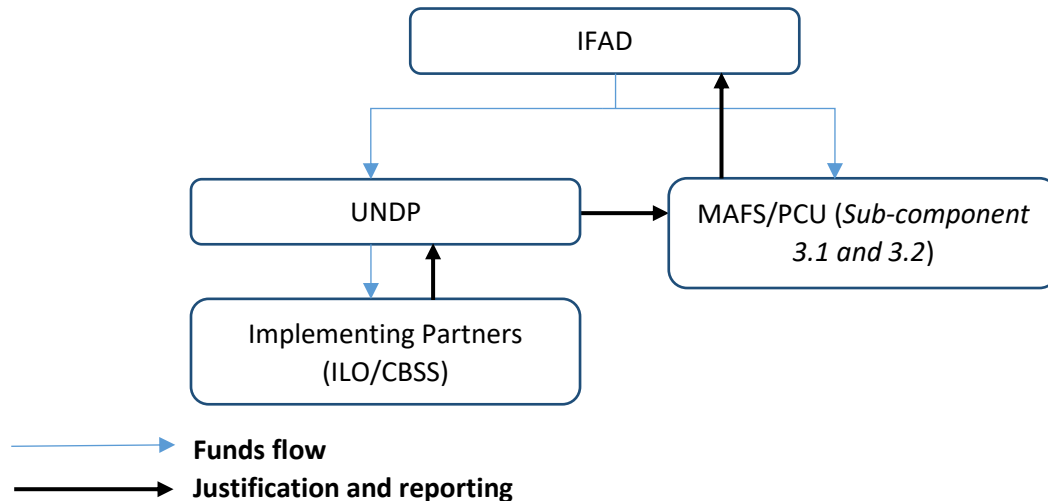 IFAD
UNDP
MAFS/PCU (Sub-component
3.1 and 3.2)
Implementing Partners
(ILO/CBSS)
Funds flow
Justification and reporting